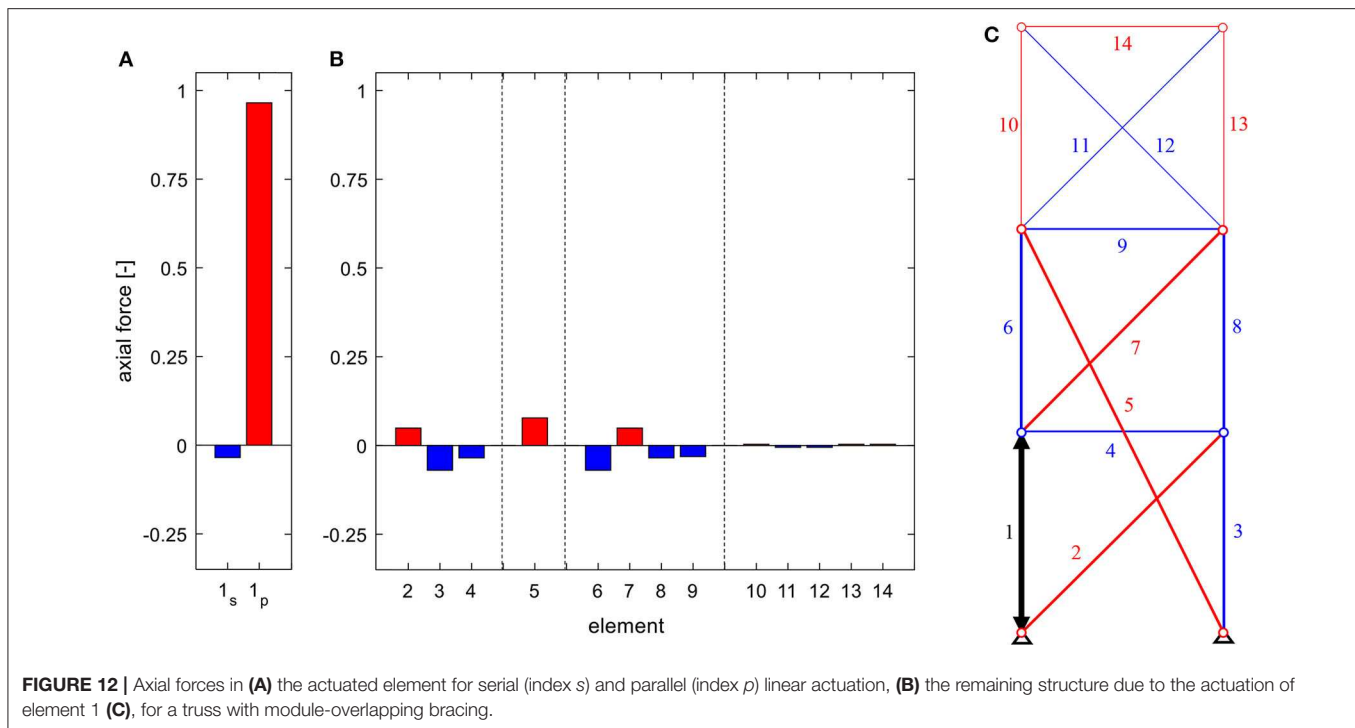 A
B
C
axial force [-]
1
0.75
0.5
0.25
0
-0.25
1s 1p
1
0.75
0.5
0.25
0
-0.25
2 3 4 5 6 7 8 9 10 11 12 13 14
element
14
10
13
11
12
9
6
8
7
5
4
1
3
2
FIGURE 12 | Axial forces in (A) the actuated element for serial (index s) and parallel (index p) linear actuation, (B) the remaining structure due to the actuation of
element 1 (C), for a truss with module-overlapping bracing.